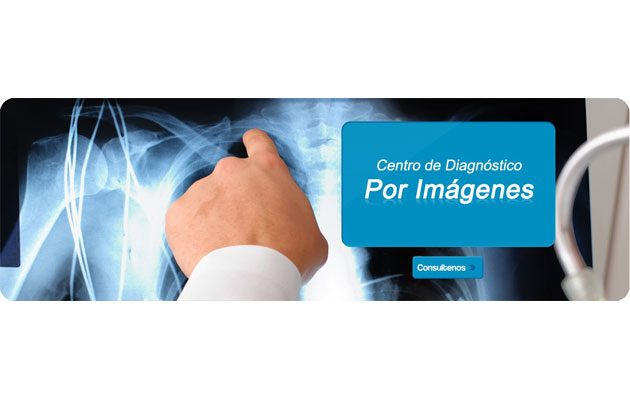 Centro de Diagnóstico
Por Imágenes
Consultenos